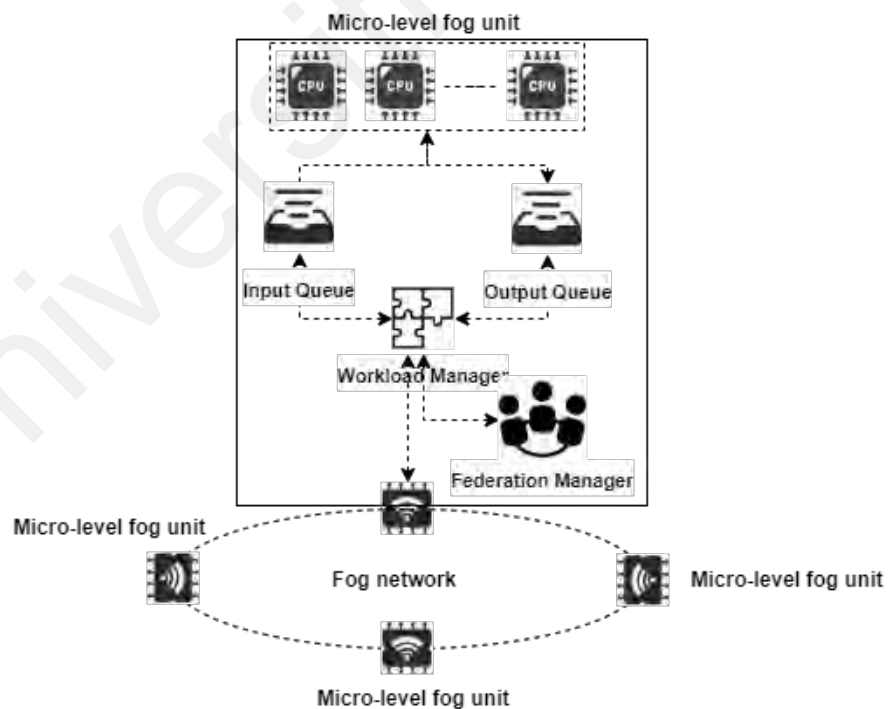 Micro-level fog unit
CPU CPU CPU
Input Queue
Output Queue
Workload Manager
Federation Manager
Micro-level fog unit
Fog network
Micro-level fog unit
Micro-level fog unit